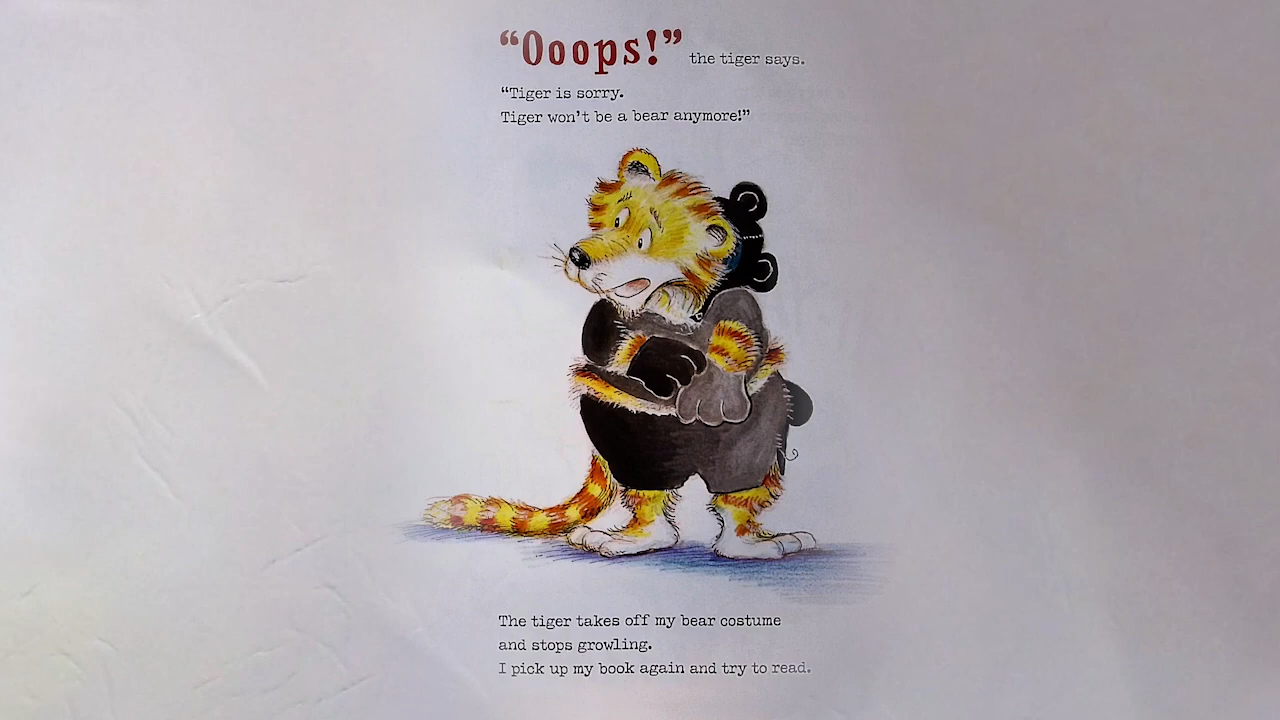 “Ooops!” the tiger says.
“Tiger is sorry.
Tiger won’t be a bear anymore!”
The tiger takes off my bear costume
and stops growling.
I pick up my book again and try to read.